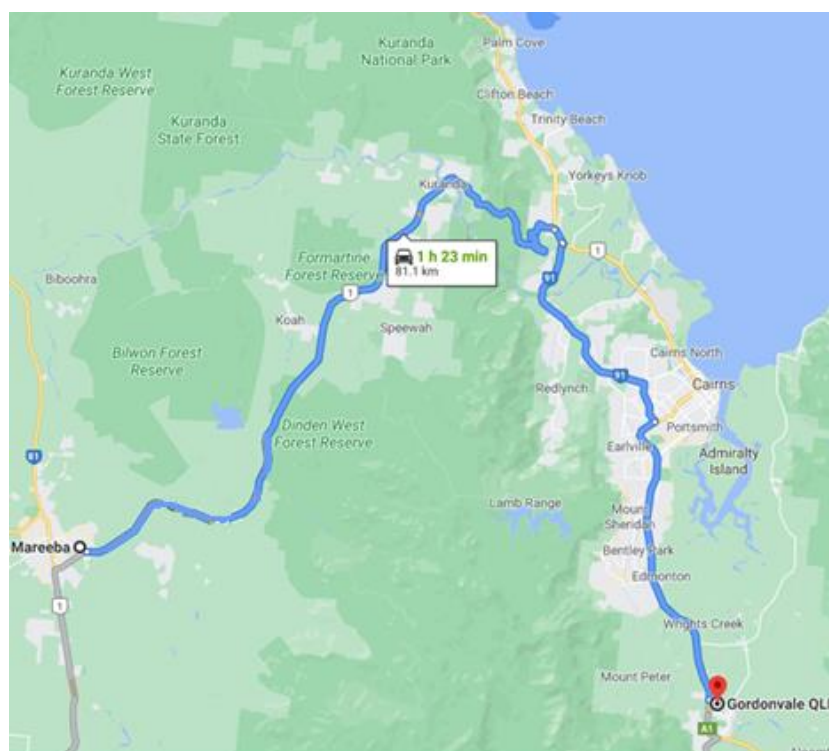 Kuranda
National Park
Palm Cove
Kuranda West
Forest Reserve
Clifton Beach
Kuranda
State Forest
Trinity Beach
Yorkeys Knob
Kuranda
1 h 23 min
81.1 km
1
Formartine
Forest Reserve
Biboohra
91
1
Koah
Speewah
Bilwon Forest
Reserve
Cairns North
91
Redlynch
Cairns
Dinden West
Forest Reserve
Portsmith
Earlville
Admiralty
Island
81
Lamb Range
Mount
Sheridan
Mareeba
Bentley Park
Edmonton
1
Wrights Creek
Mount Peter
Gordonvale QL
A1